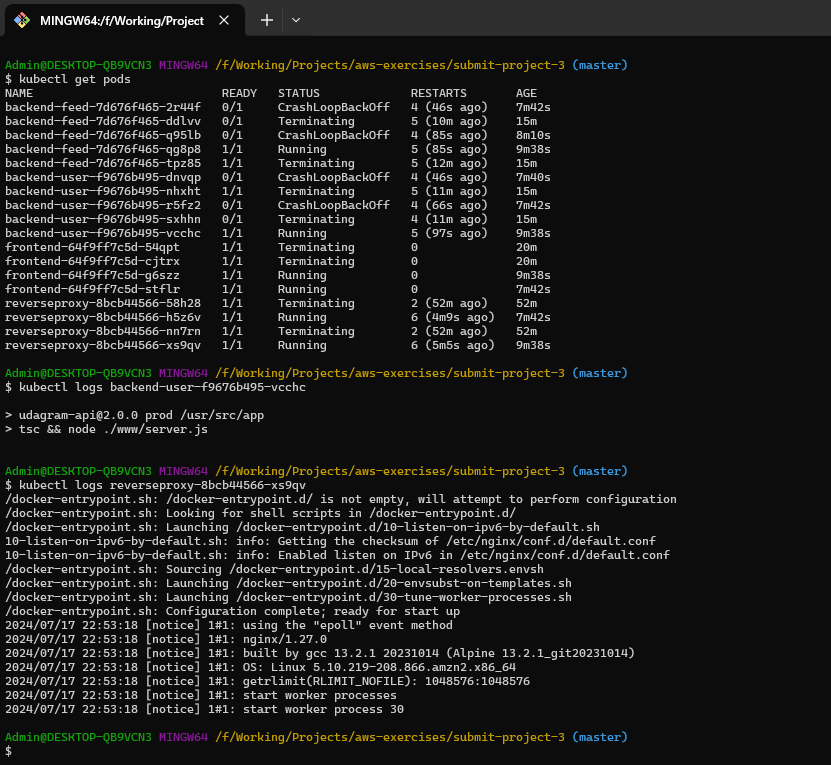 MINGW64:/f/Working/Project
Admin@DESKTOP-QB9VCN3 MINGW64 /f/Working/Projects/aws-exercises/submit-project-3 (master)
$ kubectl get pods
NAME READY STATUS RESTARTS AGE
backend-feed-7d676f465-2r44f 0/1 CrashLoopBackOff 4 (46s ago) 7m42s
backend-feed-7d676f465-ddlvv 0/1 Terminating 5 (10m ago) 15m
backend-feed-7d676f465-q95lb 0/1 CrashLoopBackOff 4 (85s ago) 8m10s
backend-feed-7d676f465-qg8p8 1/1 Running 5 (85s ago) 9m38s
backend-feed-7d676f465-tpz85 1/1 Terminating 5 (12m ago) 15m
backend-user-f9676b495-dnvqp 0/1 CrashLoopBackOff 4 (46s ago) 7m40s
backend-user-f9676b495-nhxht 1/1 Terminating 5 (11m ago) 15m
backend-user-f9676b495-r5fz2 0/1 CrashLoopBackOff 4 (66s ago) 7m42s
backend-user-f9676b495-sxhhn 0/1 Terminating 4 (11m ago) 15m
backend-user-f9676b495-vcchc 1/1 Running 5 (97s ago) 9m38s
frontend-64f9ff7c5d-54qpt 1/1 Terminating 0 20m
frontend-64f9ff7c5d-cjtrx 1/1 Terminating 0 20m
frontend-64f9ff7c5d-g6szz 1/1 Running 0 9m38s
frontend-64f9ff7c5d-stflr 1/1 Running 0 7m42s
reverseproxy-8bcb44566-58h28 1/1 Terminating 2 (52m ago) 52m
reverseproxy-8bcb44566-h5z6v 1/1 Running 6 (4m9s ago) 7m42s
reverseproxy-8bcb44566-nn7rn 1/1 Terminating 2 (52m ago) 52m
reverseproxy-8bcb44566-xs9qv 1/1 Running 6 (5m5s ago) 9m38s
Admin@DESKTOP-QB9VCN3 MINGW64 /f/Working/Projects/aws-exercises/submit-project-3 (master)
$ kubectl logs backend-user-f9676b495-vcchc
> udagram-api@2.0.0 prod /usr/src/app
> tsc && node ./www/server.js
Admin@DESKTOP-QB9VCN3 MINGW64 /f/Working/Projects/aws-exercises/submit-project-3 (master)
$ kubectl logs reverseproxy-8bcb44566-xs9qv
/docker-entrypoint.sh: /docker-entrypoint.d/ is not empty, will attempt to perform configuration
/docker-entrypoint.sh: Looking for shell scripts in /docker-entrypoint.d/
/docker-entrypoint.sh: Launching /docker-entrypoint.d/10-listen-on-ipv6-by-default.sh
10-listen-on-ipv6-by-default.sh: info: Getting the checksum of /etc/nginx/conf.d/default.conf
10-listen-on-ipv6-by-default.sh: info: Enabled listen on IPv6 in /etc/nginx/conf.d/default.conf
/docker-entrypoint.sh: Sourcing /docker-entrypoint.d/15-local-resolvers.envsh
/docker-entrypoint.sh: Launching /docker-entrypoint.d/20-envsubst-on-templates.sh
/docker-entrypoint.sh: Launching /docker-entrypoint.d/30-tune-worker-processes.sh
/docker-entrypoint.sh: Configuration complete; ready for start up
2024/07/17 22:53:18 [notice] 1#1: using the "epoll" event method
2024/07/17 22:53:18 [notice] 1#1: nginx/1.27.0
2024/07/17 22:53:18 [notice] 1#1: built by gcc 13.2.1 20231014 (Alpine 13.2.1_git20231014)
2024/07/17 22:53:18 [notice] 1#1: OS: Linux 5.10.219-208.866.amzn2.x86_64
2024/07/17 22:53:18 [notice] 1#1: getrlimit(RLIMIT_NOFILE): 1048576:1048576
2024/07/17 22:53:18 [notice] 1#1: start worker processes
2024/07/17 22:53:18 [notice] 1#1: start worker process 30
Admin@DESKTOP-QB9VCN3 MINGW64 /f/Working/Projects/aws-exercises/submit-project-3 (master)
$